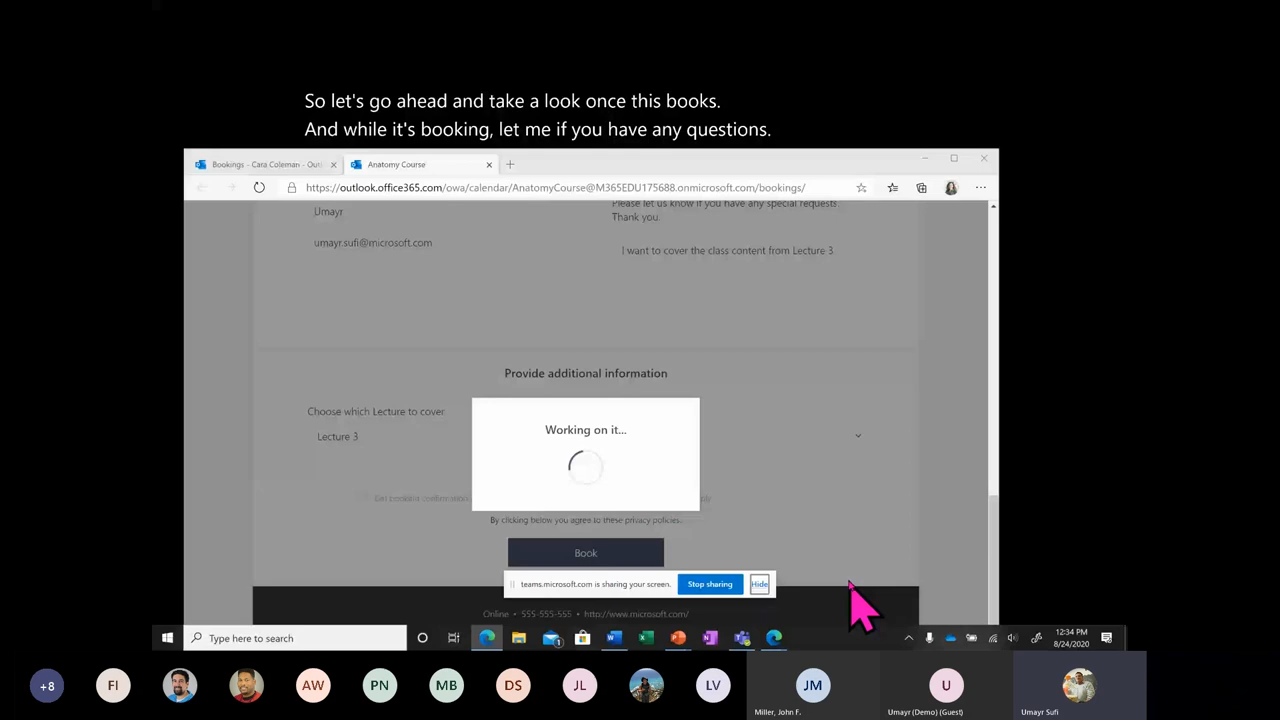 So let's go ahead and take a look once this books.
And while it's booking, let me if you have any questions.
Bookings - Cara Coleman - Outl
Anatomy Course
https://outlook.office365.com/owa/calendar/AnatomyCourse@M365EDU175688.onmicrosoft.com/bookings/
Umayr
Please let us know if you have any special requests.
Thank you.
umayr.sufi@microsoft.com
I want to cover the class content from Lecture 3.
Provide additional information
Choose which Lecture to cover
Working on it...
Lecture 3
By clicking below you agree to these privacy policies.
Book
teams.microsoft.com is sharing your screen.
Stop sharing
Hide
Online • 555-555-555 • http://www.microsoft.com/
Type here to search
12:34 PM
8/24/2020
+8
FI
AW
PN
MB
DS
JL
LV
JM
U
Miller, John F.
Umayr (Demo) (Guest)
Umayr Sufi